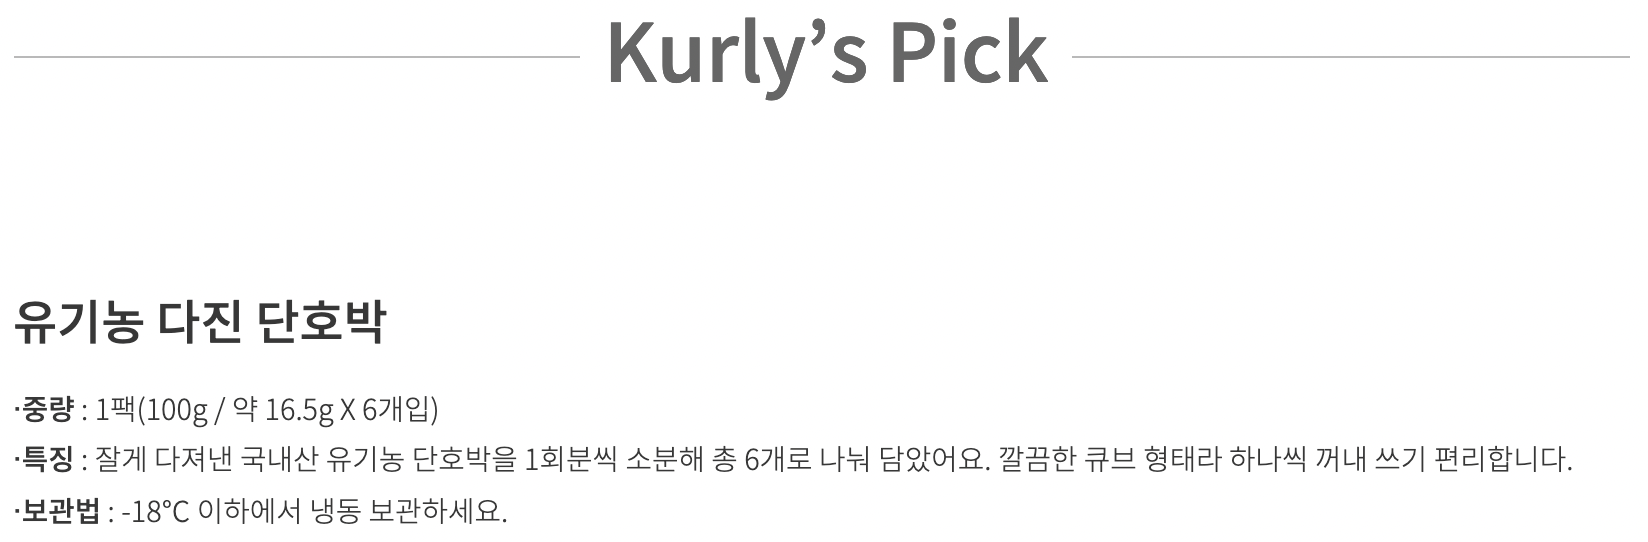 Kurly’s Pick
유기농 다진 단호박
·중량 : 1팩(100g / 약 16.5g X 6개입)
·특징 : 잘게 다져낸 국내산 유기농 단호박을 1회분씩 소분해 총 6개로 나눠 담았어요. 깔끔한 큐브 형태라 하나씩 꺼내 쓰기 편리합니다.
·보관법 : -18°C 이하에서 냉동 보관하세요.